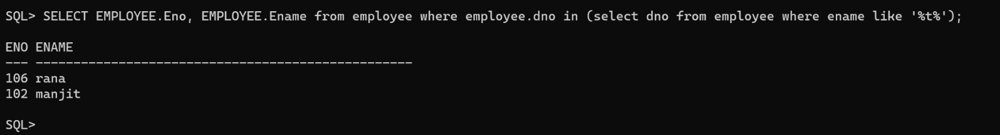 SQL> SELECT EMPLOYEE.Eno, EMPLOYEE.Ename from employee where employee.dno in (select dno from employee where ename like '%t%');
ENO ENAME
--- --------------------------------------------------
106 rana
102 manjit
SQL>